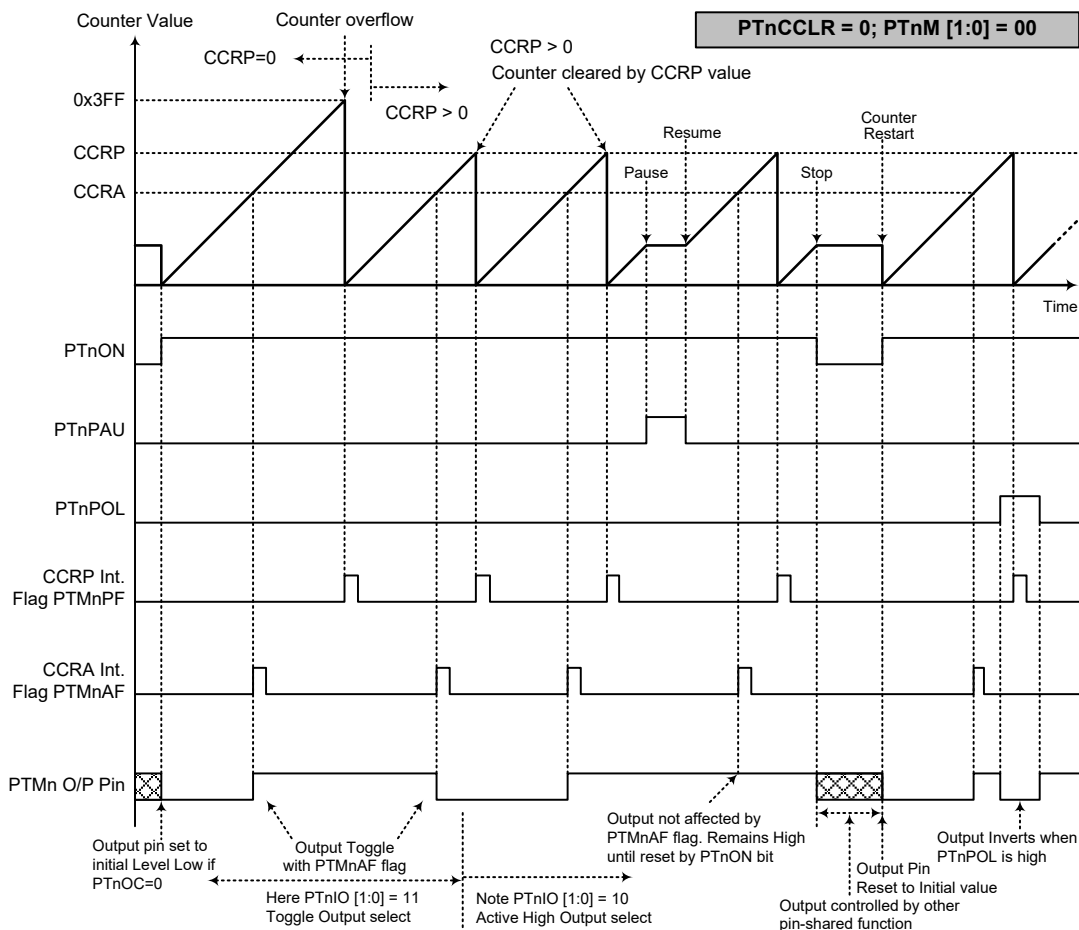 Counter Value
Counter overflow
PTnCCLR = 0; PTnM [1:0] = 00
CCRP=0
CCRP > 0
CCRP > 0
Counter cleared by CCRP value
0x3FF
CCRP
CCRA
Pause
Resume
Stop
Counter
Restart
Time
PTnON
PTnPAU
PTnPOL
CCRP Int.
Flag PTMnPF
CCRA Int.
Flag PTMnAF
PTMn O/P Pin
Output pin set to
initial Level Low if
PTnOC=0
Output Toggle
with PTMnAF flag
Here PTnIO [1:0] = 11
Toggle Output select
Note PTnIO [1:0] = 10
Active High Output select
Output not affected by
PTMnAF flag. Remains High
until reset by PTnON bit
Output Pin
Reset to Initial value
Output controlled by other
pin-shared function
Output Inverts when
PTnPOL is high